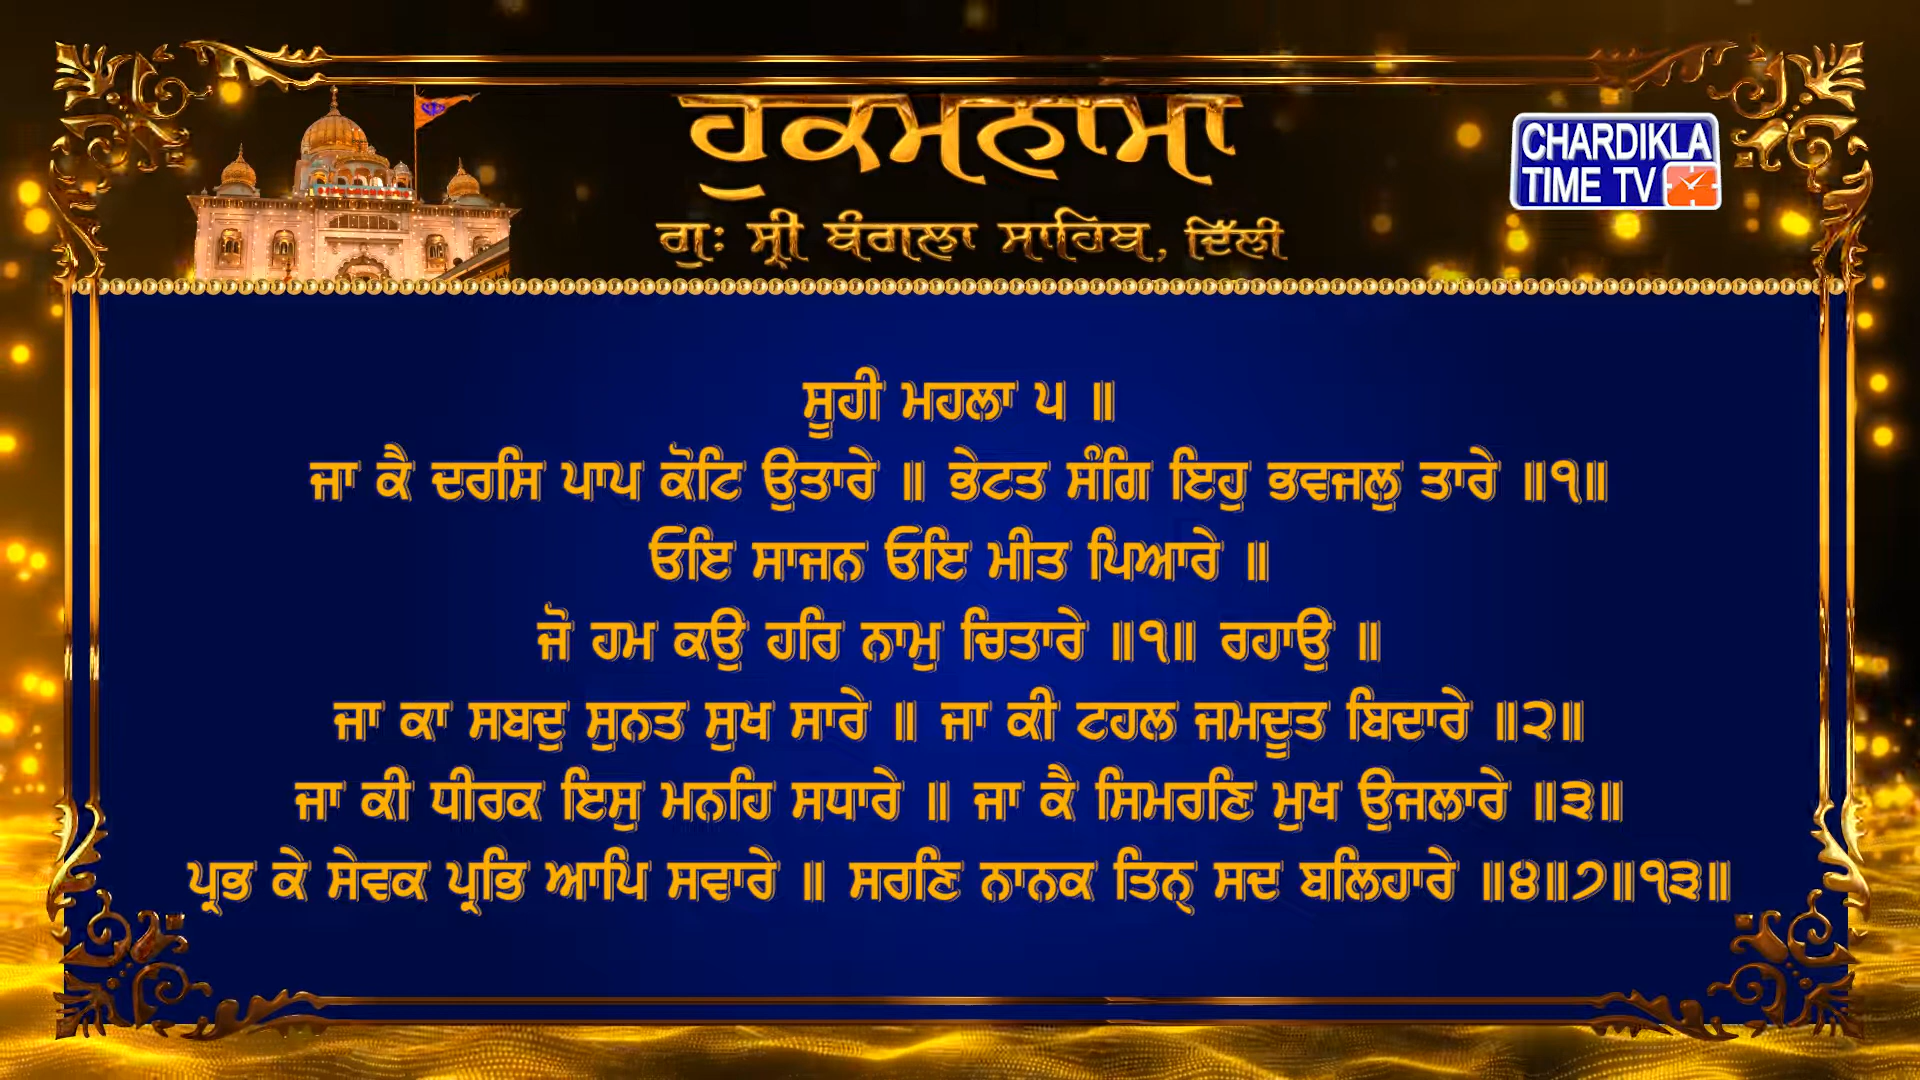 ਹੁਕਮਨਾਮਾ
ਗੁਃ ਸ੍ਰੀ ਬੰਗਲਾ ਸਾਹਿਬ, ਦਿੱਲੀ
CHARDIKLA
TIME TV
ਸੂਹੀ ਮਹਲਾ ੫ ॥
ਜਾ ਕੈ ਦਰਸਿ ਪਾਪ ਕੋਟਿ ਉਤਾਰੇ ॥ ਭੇਟਤ ਸੰਗਿ ਇਹੁ ਭਵਜਲੁ ਤਾਰੇ ॥੧॥
ਓਇ ਸਾਜਨ ਓਇ ਮੀਤ ਪਿਆਰੇ ॥
ਜੋ ਹਮ ਕਉ ਹਰਿ ਨਾਮੁ ਚਿਤਾਰੇ ॥੧॥ ਰਹਾਉ ॥
ਜਾ ਕਾ ਸਬਦੁ ਸੁਨਤ ਸੁਖ ਸਾਰੇ ॥ ਜਾ ਕੀ ਟਹਲ ਜਮਦੂਤ ਬਿਦਾਰੇ ॥੨॥
ਜਾ ਕੀ ਧੀਰਕ ਇਸੁ ਮਨਹਿ ਸਧਾਰੇ ॥ ਜਾ ਕੈ ਸਿਮਰਣਿ ਮੁਖ ਉਜਲਾਰੇ ॥੩॥
ਪ੍ਰਭ ਕੇ ਸੇਵਕ ਪ੍ਰਭਿ ਆਪਿ ਸਵਾਰੇ ॥ ਸਰਣਿ ਨਾਨਕ ਤਿਨੑ ਸਦ ਬਲਿਹਾਰੇ ॥੪॥੭॥੧੩॥